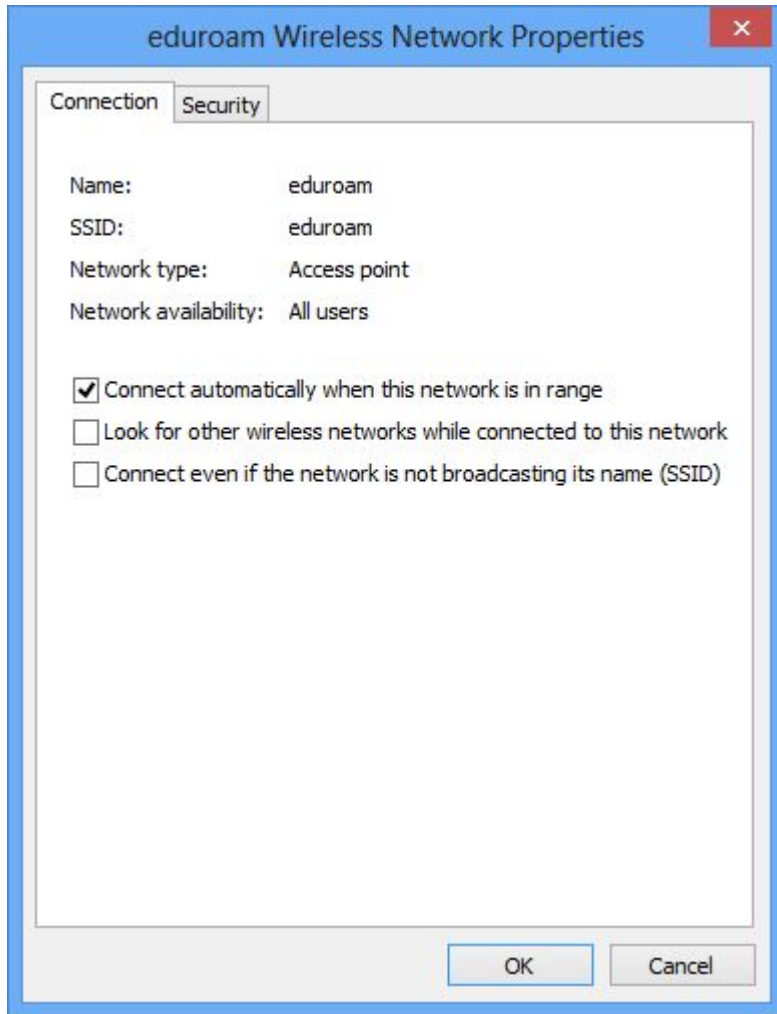 eduroam Wireless Network Properties
Connection Security
Name: eduroam
SSID: eduroam
Network type: Access point
Network availability: All users
Connect automatically when this network is in range
Look for other wireless networks while connected to this network
Connect even if the network is not broadcasting its name (SSID)
OK Cancel